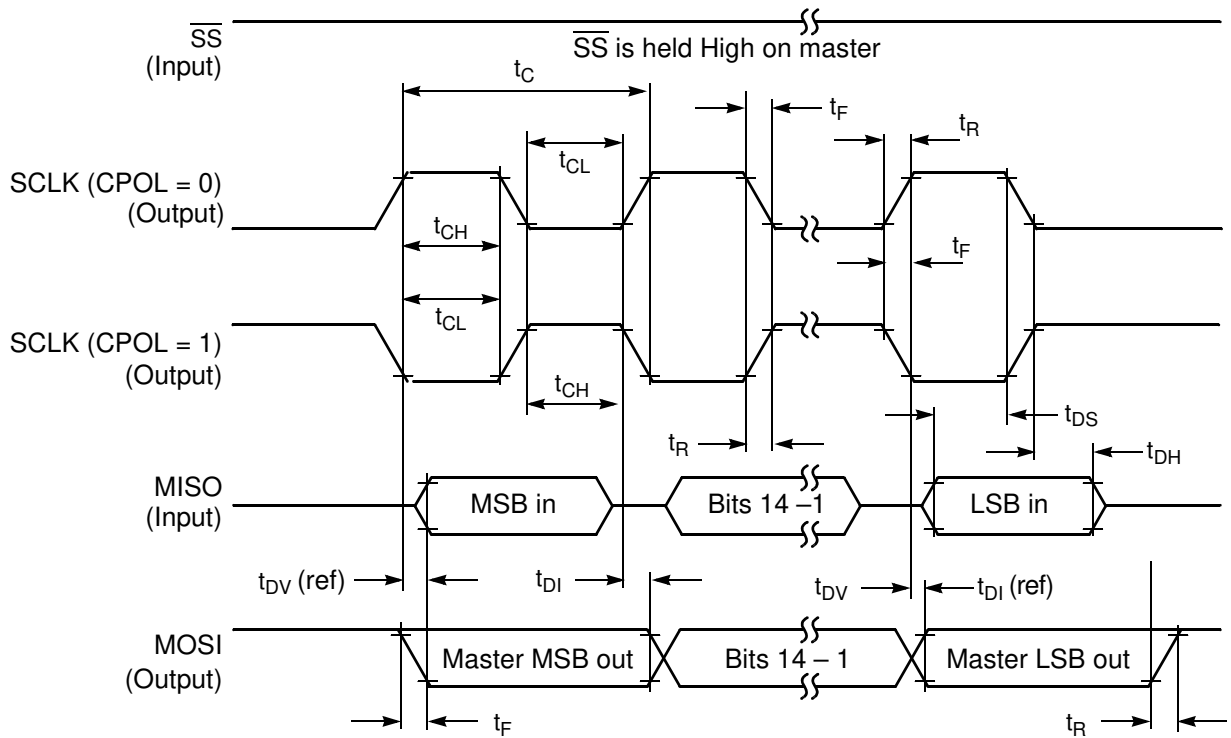 SS
(Input)
SS is held High on master
tC
tF
tR
tCL
SCLK (CPOL = 0)
(Output)
tCH
tF
tCL
SCLK (CPOL = 1)
(Output)
tCH
tDS
tR
tDH
MISO
(Input)
MSB in
Bits 14 –1
LSB in
tDV (ref)
tDI
tDV
tDI (ref)
MOSI
(Output)
Master MSB out
Bits 14 – 1
Master LSB out
tF
tR